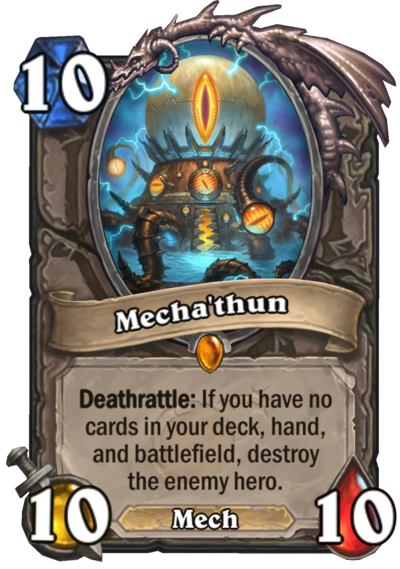 10
Mecha'thun
Deathrattle: If you have no
cards in your deck, hand,
and battlefield, destroy
the enemy hero.
10
Mech
10